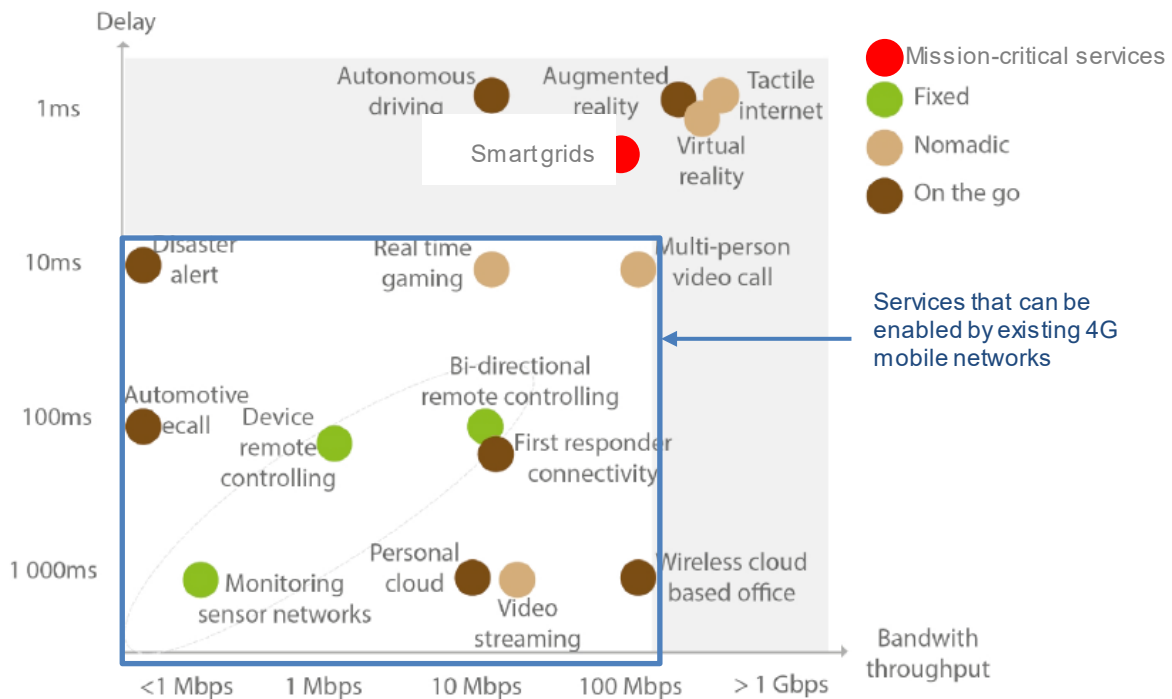 Delay
1ms
10ms
100ms
1 000ms
Autonomous
driving
Augmented
reality
Tactile
internet
Virtual
reality
Smart grids
Disaster
alert
Real time
gaming
Multi-person
video call
Automotive
ecall
Device
remote
controlling
Bi-directional
remote controlling
First responder
connectivity
Monitoring
sensor networks
Personal
cloud
Video
streaming
Wireless cloud
based office
<1 Mbps
1 Mbps
10 Mbps
100 Mbps
> 1 Gbps
Bandwith
throughput
Mission-critical services
Fixed
Nomadic
On the go
Services that can be
enabled by existing 4G
mobile networks